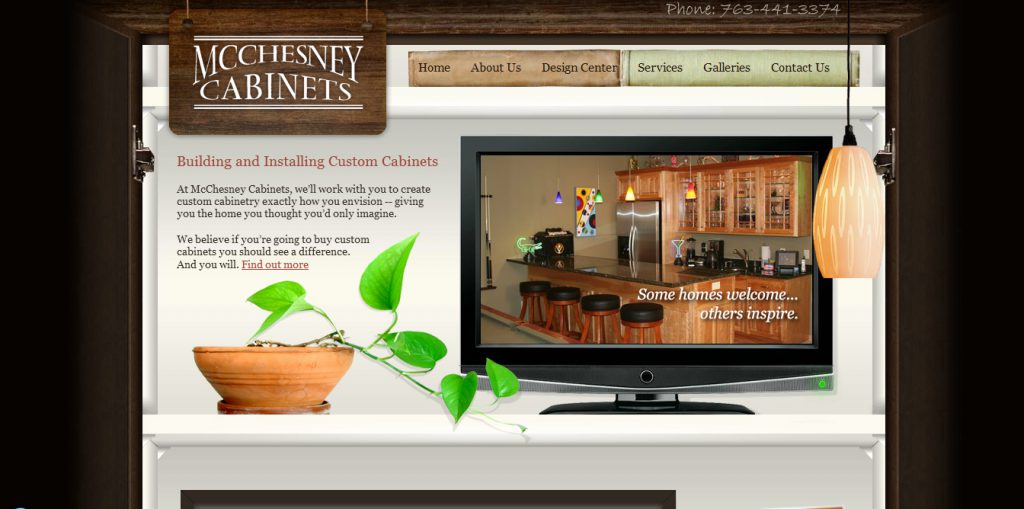 Phone: 763-441-3374
McChesney
Cabinets
Home About Us Design Center Services Galleries Contact Us
Building and Installing Custom Cabinets
At McChesney Cabinets, we'll work with you to create
custom cabinetry exactly how you envision -- giving
you the home you thought you'd only imagine.
We believe if you're going to buy custom
cabinets you should see a difference.
And you will. Find out more
Some homes welcome...
others inspire.